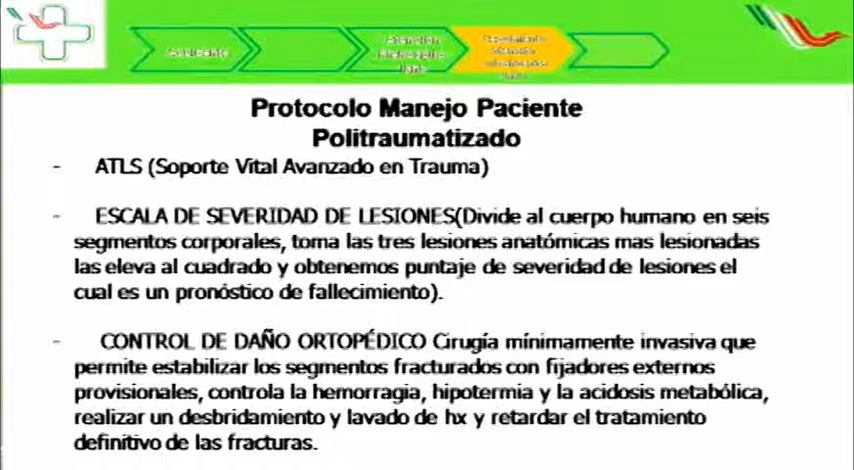 Accidente
Atención
Protocolo Manejo Paciente
Politraumatizado
- ATLS (Soporte Vital Avanzado en Trauma)
- ESCALA DE SEVERIDAD DE LESIONES(Divide al cuerpo humano en seis
segmentos corporales, toma las tres lesiones anatómicas mas lesionadas
las eleva al cuadrado y obtenemos puntaje de severidad de lesiones el
cual es un pronóstico de fallecimiento).
- CONTROL DE DAÑO ORTOPÉDICO Cirugía mínimamente invasiva que
permite estabilizar los segmentos fracturados con fijadores externos
provisionales, controla la hemorragia, hipotermia y la acidosis metabólica,
realizar un desbridamiento y lavado de hx y retardar el tratamiento
definitivo de las fracturas.